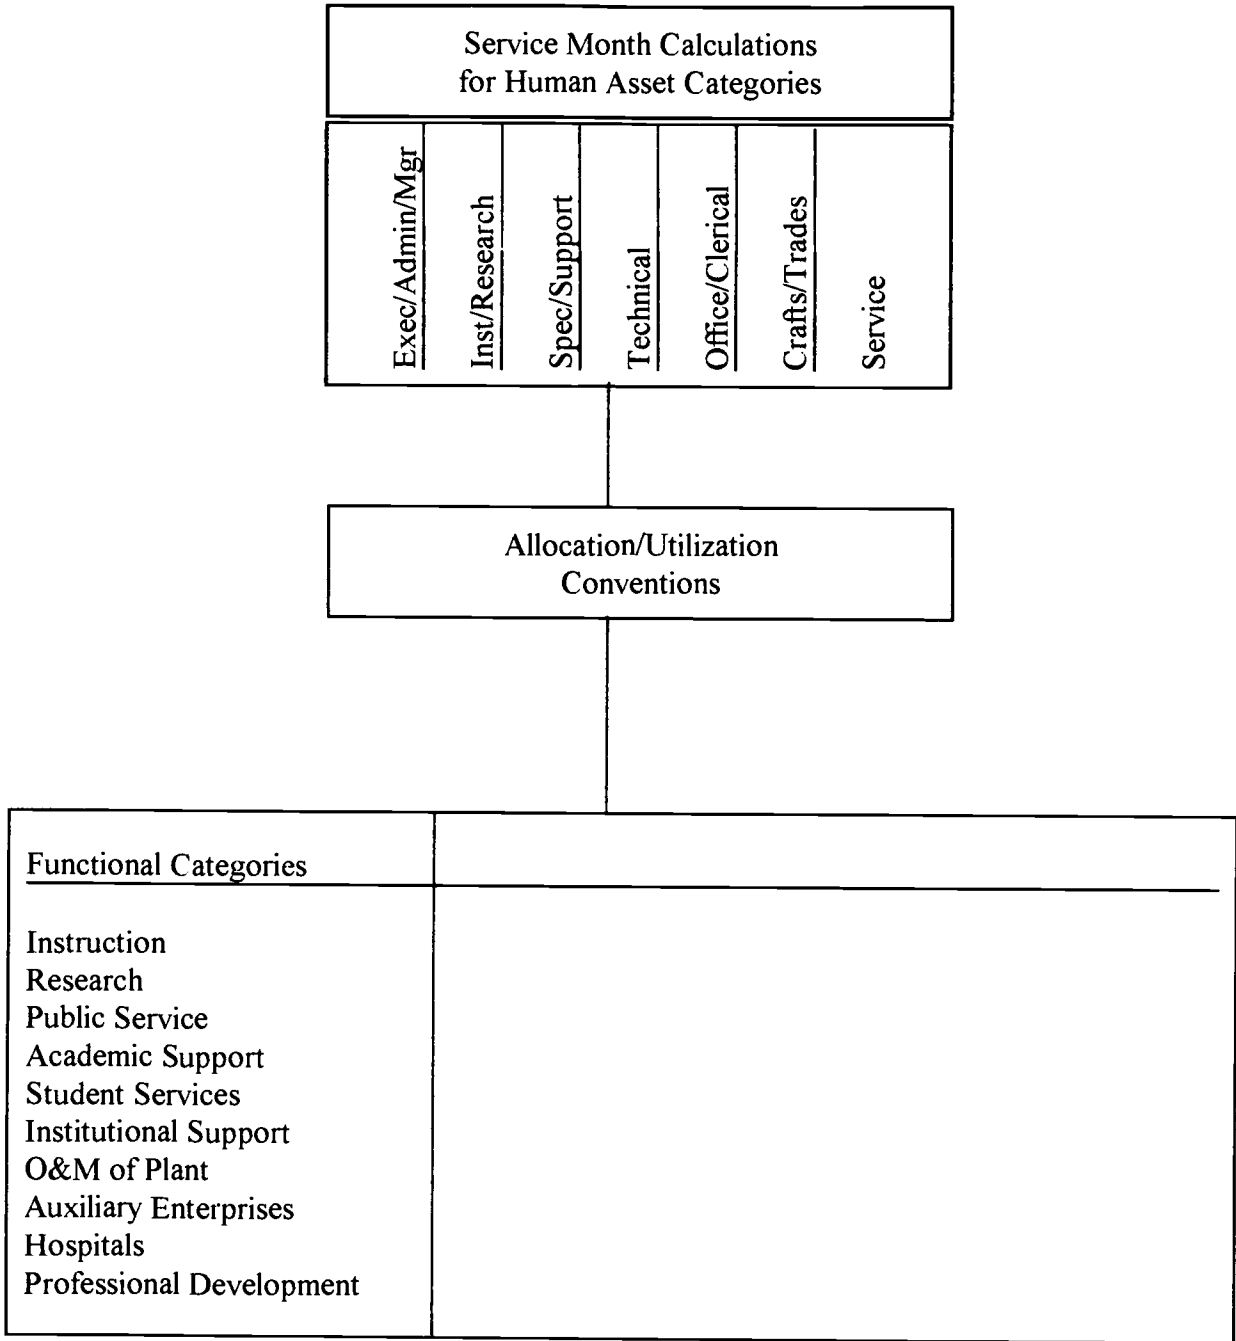 Service Month Calculations
for Human Asset Categories
Exec/Admin/Mgr
Inst/Research
Spec/Support
Technical
Office/Clerical
Crafts/Trades
Service
Allocation/Utilization
Conventions
Functional Categories
Instruction
Research
Public Service
Academic Support
Student Services
Institutional Support
O&M of Plant
Auxiliary Enterprises
Hospitals
Professional Development